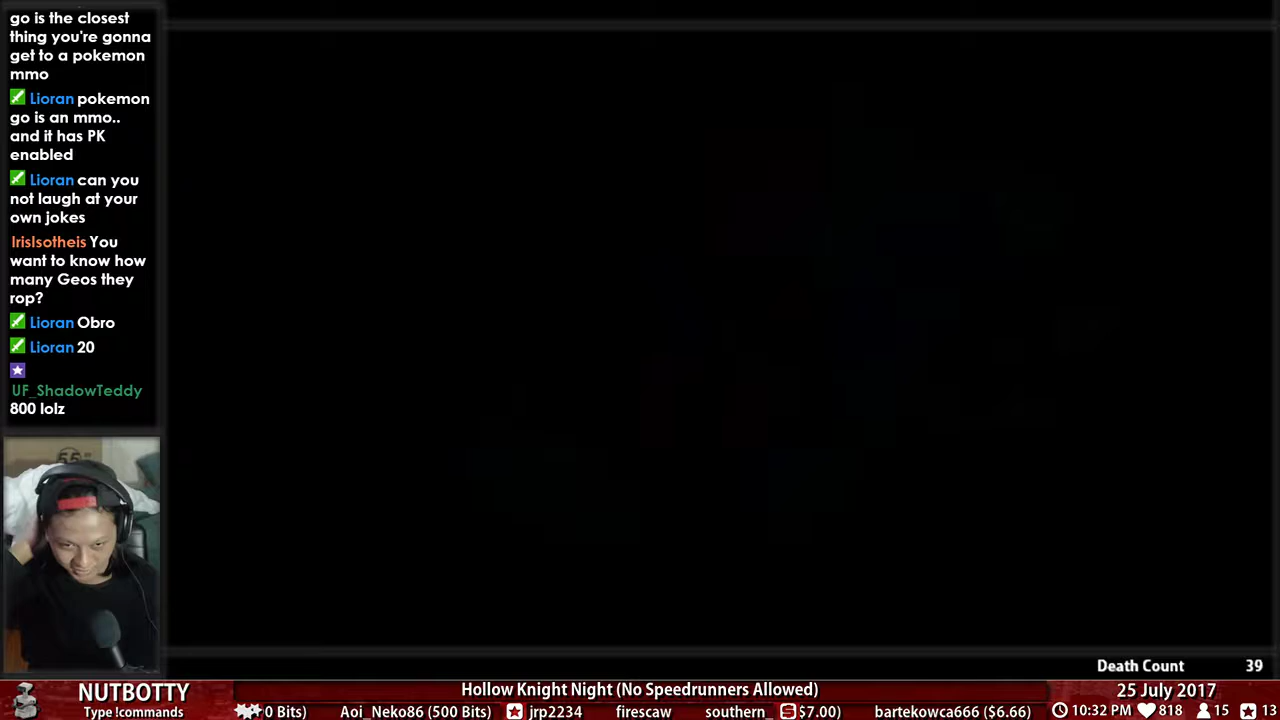 go is the closest
thing you're gonna
get to a pokemon
mmo
Lioran pokemon
go is an mmo..
and it has PK
enabled
Lioran can you
not laugh at your
own jokes
IrisIsotheis You
want to know how
many Geos they
rop?
Lioran Obro
Lioran 20
UF_ShadowTeddy
800 lolz
55
Death Count 39
NUTBOTTY
Type !commands
Hollow Knight Night (No Speedrunners Allowed)
0 Bits) Aoi_Neko86 (500 Bits) jrp2234 firescaw southern_ $7.00) bartekowca666 ($6.66)
25 July 2017
10:32 PM 818 15 13